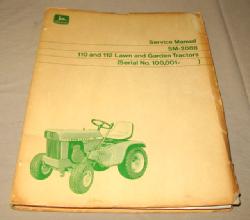 Service Manual
SM-2088
110 and 112 Lawn and Garden Tractors
(Serial No. 100,001-          )